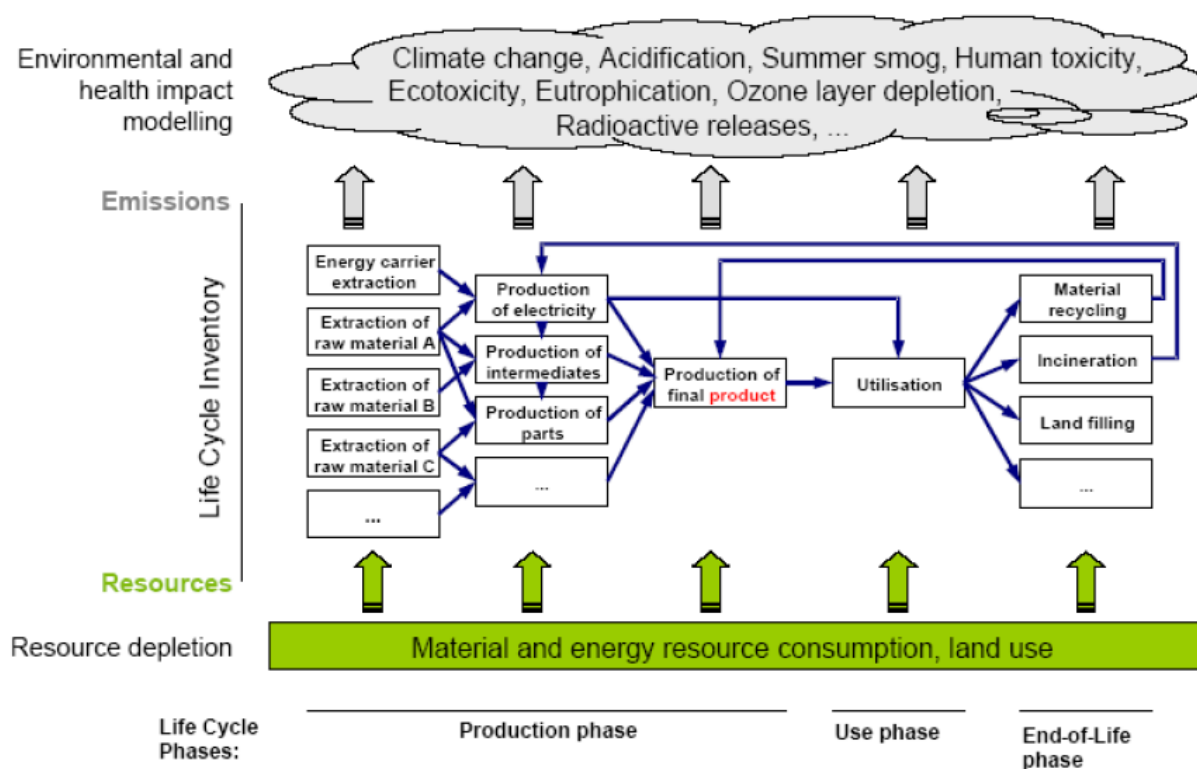 Environmental and
health impact
modelling
Climate change, Acidification, Summer smog, Human toxicity,
Ecotoxicity, Eutrophication, Ozone layer depletion,
Radioactive releases, ...
Emissions
Life Cycle Inventory
Energy carrier
extraction
Extraction of
raw material A
Extraction of
raw material B
Extraction of
raw material C
...
Production
of electricity
Production of
intermediates
Production of
parts
...
Production of
final product
Utilisation
Material
recycling
Incineration
Land filling
...
Resources
Resource depletion
Material and energy resource consumption, land use
Life Cycle
Phases:
Production phase
Use phase
End-of-Life
phase